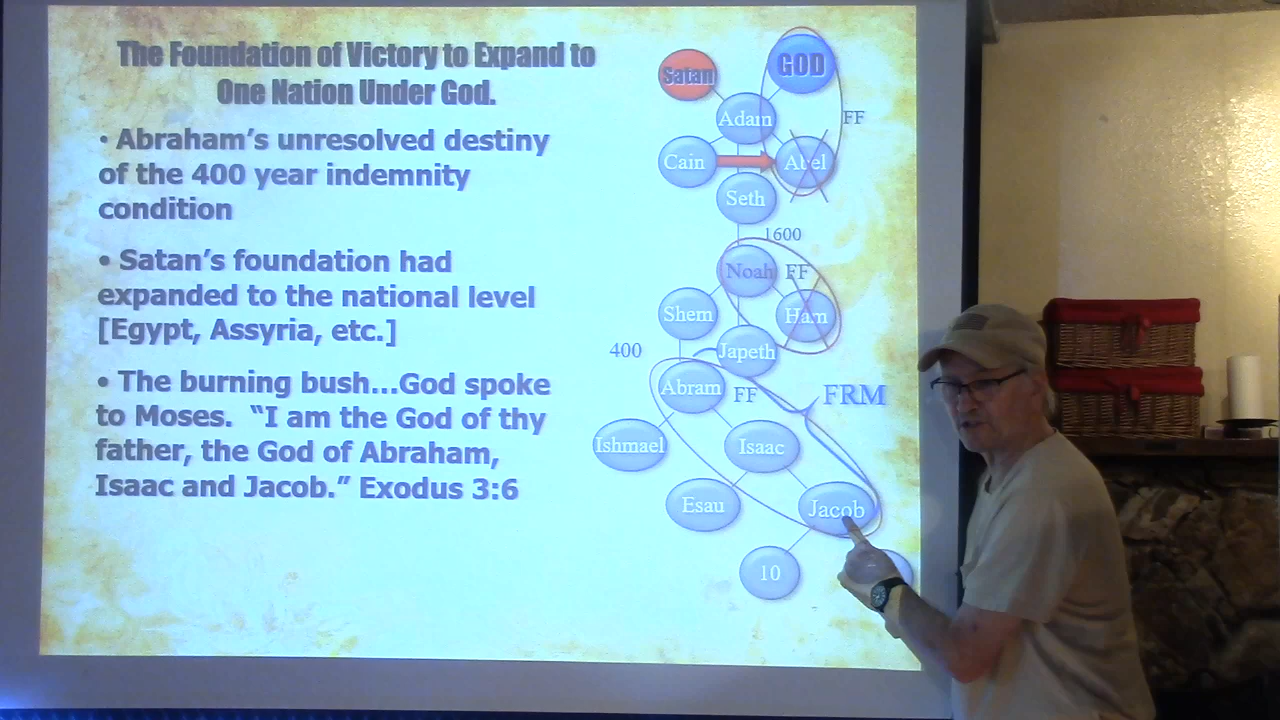 The Foundation of Victory to Expand to
One Nation Under God.
• Abraham's unresolved destiny
of the 400 year indemnity
condition
• Satan's foundation had
expanded to the national level
[Egypt, Assyria, etc.]
• The burning bush...God spoke
to Moses. “I am the God of thy
father, the God of Abraham,
Isaac and Jacob.” Exodus 3:6
Satan
GOD
Adam
FF
Cain
Abel
Seth
1600
Noah
FF
Shem
Ham
Japeth
400
Abram
FF
FRM
Ishmael
Isaac
Esau
Jacob
10